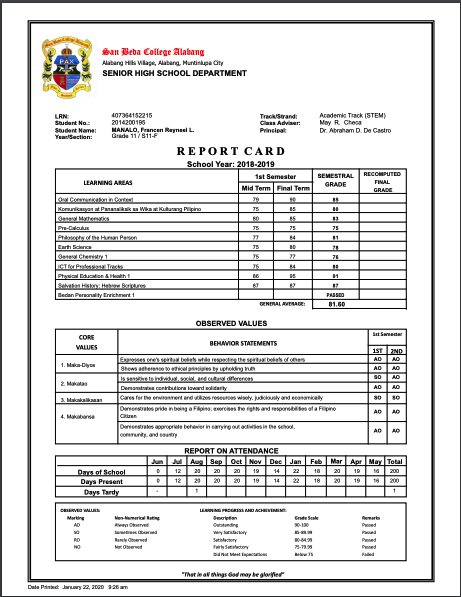 PAX
San Beda College Alabang
Alabang Hills Village, Alabang, Muntinlupa City
SENIOR HIGH SCHOOL DEPARTMENT
LRN: 407364152215 Track/Strand: Academic Track (STEM)
Student No.: 2014200195 Class Adviser: May R. Checa
Student Name: MANALO, Francen Reyneel L. Principal: Dr. Abraham D. De Castro
Year/Section: Grade 11 / S11-F
REPORT CARD
School Year: 2018-2019
LEARNING AREAS 1st Semester SEMESTRAL GRADE RECOMPUTED FINAL GRADE
Mid Term Final Term
Oral Communication in Context 79 90 85
Komunikasyon at Pananaliksik sa Wika at Kulturang Pilipino 75 85 80
General Mathematics 80 85 83
Pre-Calculus 75 75 75
Philosophy of the Human Person 77 84 81
Earth Science 75 80 78
General Chemistry 1 75 77 76
ICT for Professional Tracks 75 84 80
Physical Education & Health 1 86 95 91
Salvation History: Hebrew Scriptures 87 87 87
Bedan Personality Enrichment 1 PASSED
GENERAL AVERAGE: 81.60
OBSERVED VALUES
CORE VALUES BEHAVIOR STATEMENTS 1st Semester
1ST 2ND
1. Maka-Diyos Expresses one's spiritual beliefs while respecting the spiritual beliefs of others AO AO
Shows adherence to ethical principles by upholding truth AO AO
2. Makatao Is sensitive to individual, social, and cultural differences SO AO
Demonstrates contributions toward solidarity AO AO
3. Makakalikasan Cares for the environment and utilizes resources wisely, judiciously and economically SO SO
4. Makabansa Demonstrates pride in being a Filipino; exercises the rights and responsibilities of a Filipino Citizen AO AO
Demonstrates appropriate behavior in carrying out activities in the school, community, and country AO AO
REPORT ON ATTENDANCE
Jun Jul Aug Sep Oct Nov Dec Jan Feb Mar Apr May Total
Days of School 0 12 20 20 20 19 14 22 18 20 19 16 200
Days Present 0 12 20 20 20 19 14 22 18 20 19 16 200
Days Tardy - 1 1
OBSERVED VALUES: LEARNING PROGRESS AND ACHIEVEMENT:
Marking Non-Numerical Rating Description Grade Scale Remarks
AO Always Observed Outstanding 90-100 Passed
SO Sometimes Observed Very Satisfactory 85-89.99 Passed
RO Rarely Observed Satisfactory 80-84.99 Passed
NO Not Observed Fairly Satisfactory 75-79.99 Passed
Did Not Meet Expectations Below 75 Failed
"That in all things God may be glorified"
Date Printed: January 22, 2020 9:26 am